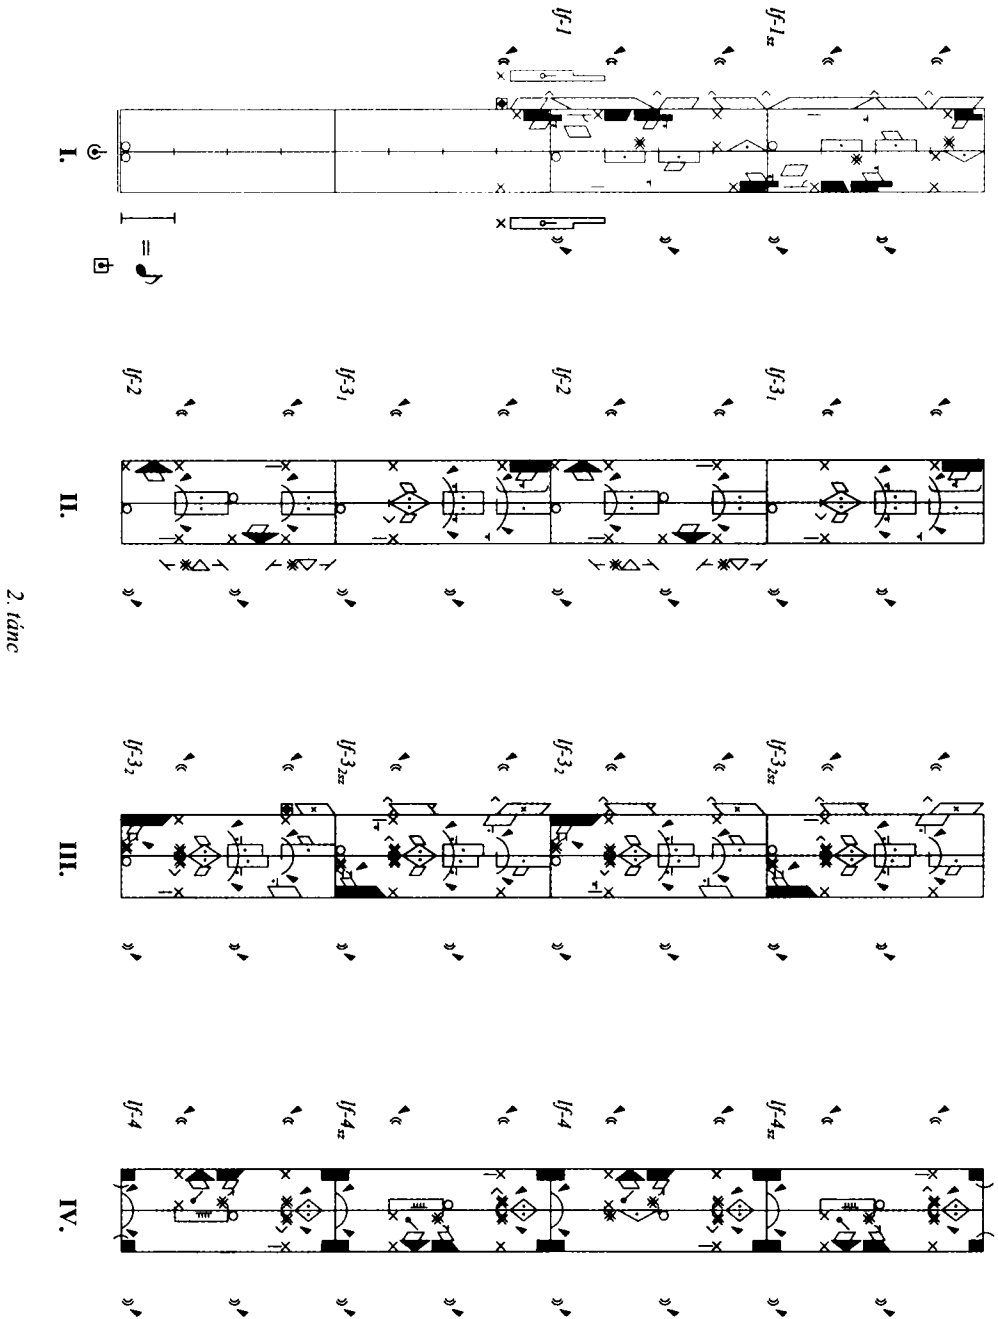 lf-1 lf-1sz
I.
lf-2 lf-31 lf-2 lf-31
II.
lf-32 lf-32sz lf-32 lf-32sz
III.
lf-4 lf-4sz lf-4 lf-4sz
IV.
2. tánc